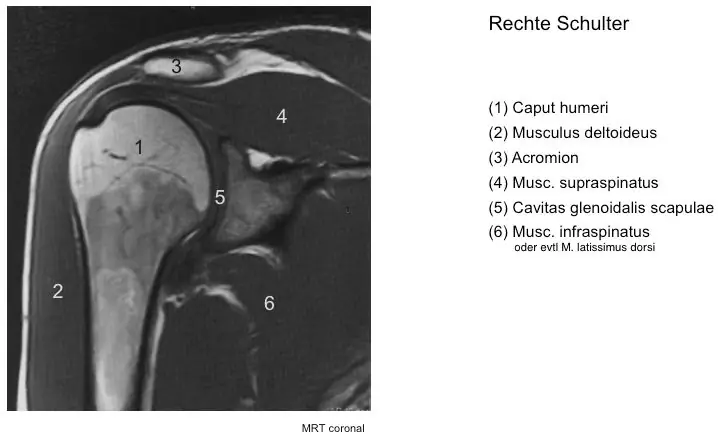 Rechte Schulter
3
4
(1) Caput humeri
1
(2) Musculus deltoideus
(3) Acromion
(4) Musc. supraspinatus
5
(5) Cavitas glenoidalis scapulae
(6) Musc. infraspinatus
oder evtl M. latissimus dorsi
2
6
MRT coronal